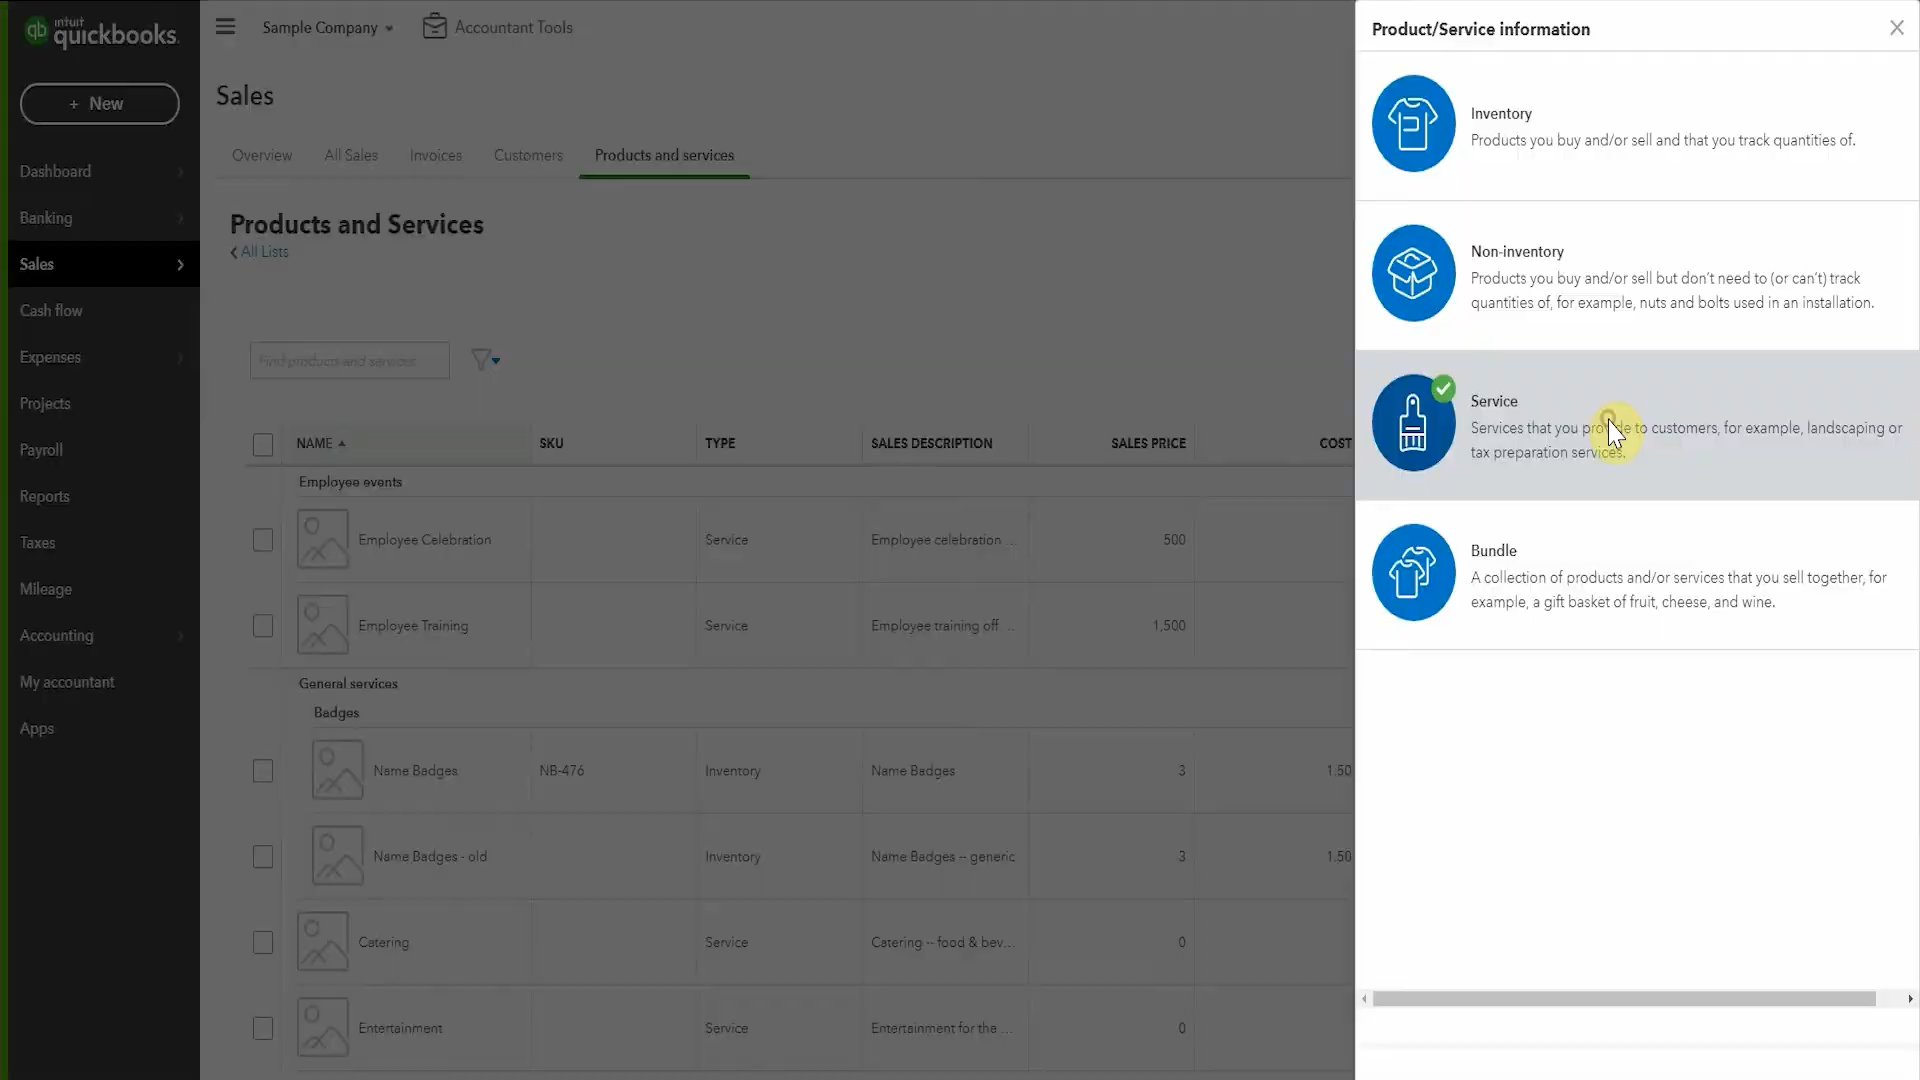 intuit
quickbooks.
Sample Company
Accountant Tools
+ New
Dashboard
Banking
Sales
Cash flow
Expenses
Projects
Payroll
Reports
Taxes
Mileage
Accounting
My accountant
Apps
Sales
Overview
All Sales
Invoices
Customers
Products and services
Products and Services
All Lists
Find products and services
NAME
SKU
TYPE
SALES DESCRIPTION
SALES PRICE
COST
Employee events
Employee Celebration
Service
Employee celebration ...
500
Employee Training
Service
Employee training off ...
1,500
General services
Badges
Name Badges
NB-476
Inventory
Name Badges
3
1.50
Name Badges - old
Inventory
Name Badges -- generic
3
1.50
Catering
Service
Catering -- food & bev...
0
Entertainment
Service
Entertainment for the ...
0
Product/Service information
Inventory
Products you buy and/or sell and that you track quantities of.
Non-inventory
Products you buy and/or sell but don't need to (or can't) track
quantities of, for example, nuts and bolts used in an installation.
Service
Services that you provide to customers, for example, landscaping or
tax preparation services.
Bundle
A collection of products and/or services that you sell together, for
example, a gift basket of fruit, cheese, and wine.